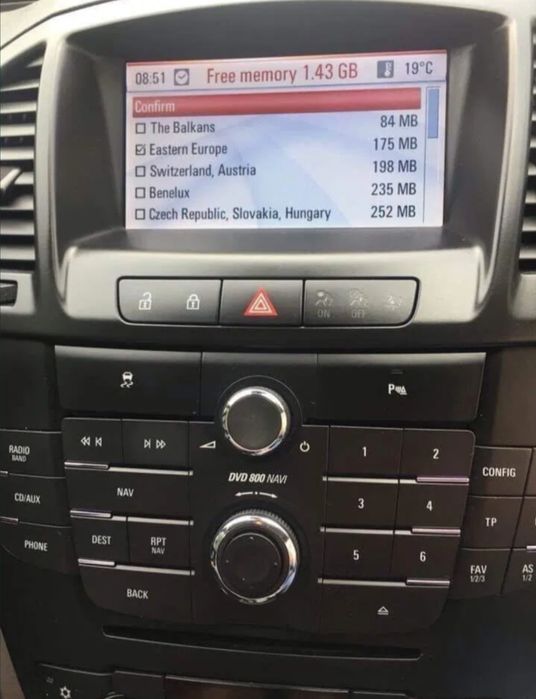 08:51 Free memory 1.43 GB 19°C
Confirm
The Balkans 84 MB
Eastern Europe 175 MB
Switzerland, Austria 198 MB
Benelux 235 MB
Czech Republic, Slovakia, Hungary 252 MB
ON OFF
P
RADIO
BAND
1 2
CONFIG
DVD 800 NAVI
CD/AUX
NAV
3 4
TP
PHONE
DEST
RPT
NAV
5 6
FAV
1/2/3
AS
1/2
BACK